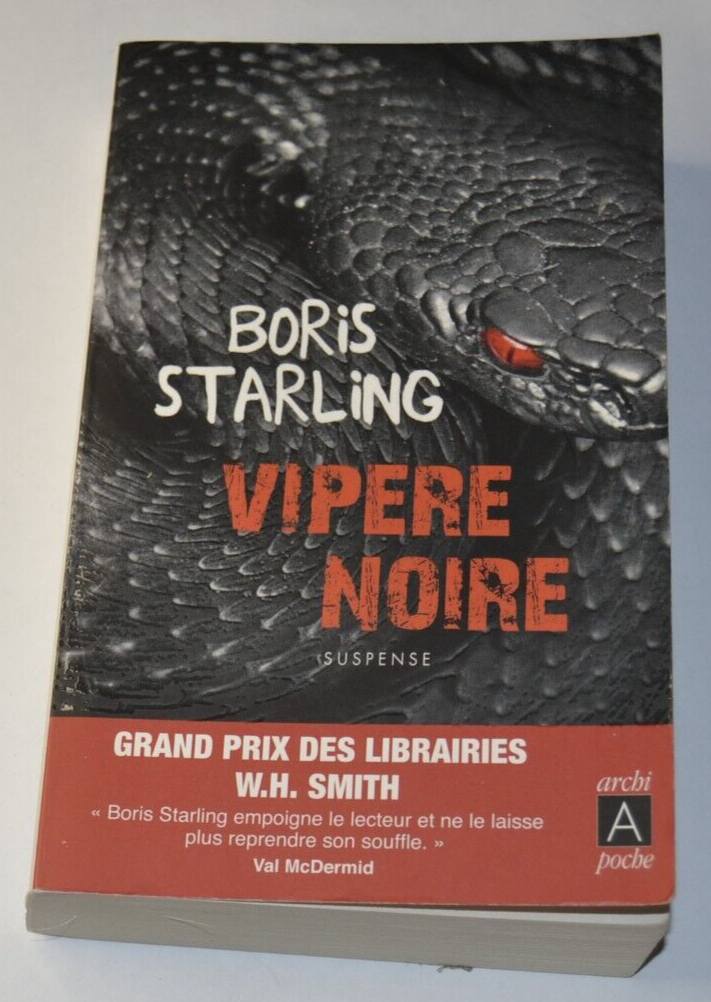 BORiS
STARLiNG
VIPERE
NOIRE
SUSPENSE
GRAND PRIX DES LIBRAIRIES
W.H. SMITH
« Boris Starling empoigne le lecteur et ne le laisse
plus reprendre son souffle. »
Val McDermid
archi
A
poche